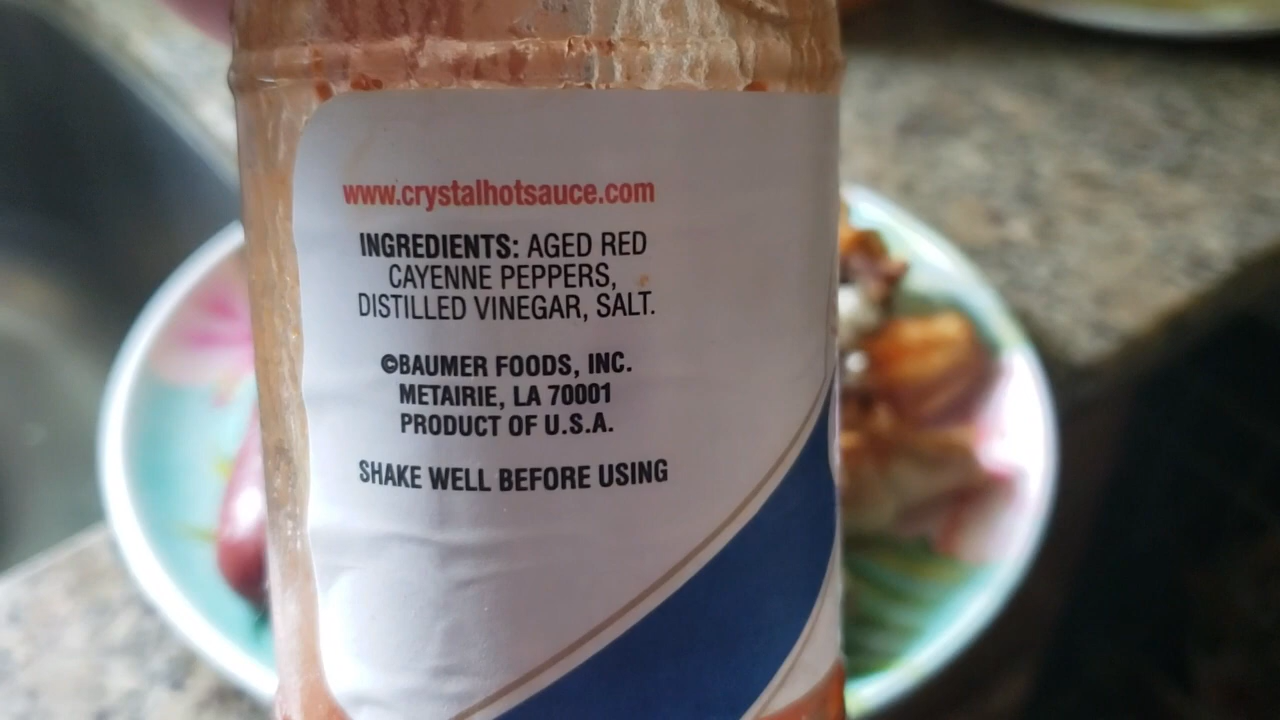 www.crystalhotsauce.com
INGREDIENTS: AGED RED
CAYENNE PEPPERS,
DISTILLED VINEGAR, SALT.
©BAUMER FOODS, INC.
METAIRIE, LA 70001
PRODUCT OF U.S.A.
SHAKE WELL BEFORE USING